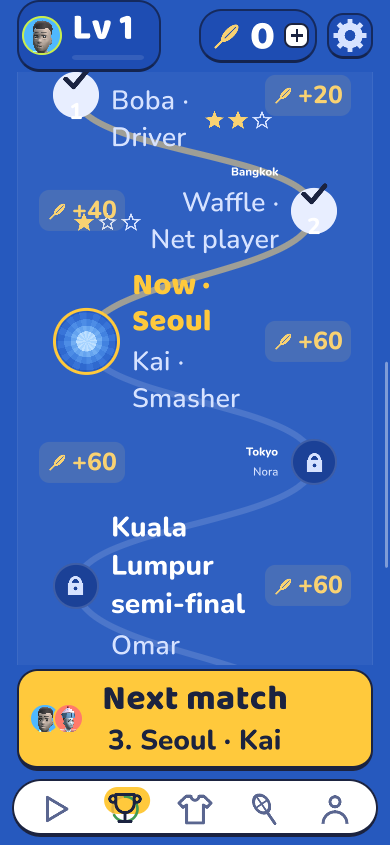 Lv 1
0
+20
1
Boba ·
Driver
Bangkok
+40
Waffle ·
Net player
2
Now ·
Seoul
Kai ·
Smasher
+60
+60
Tokyo
Nora
Kuala
Lumpur
semi-final
Omar
+60
Next match
3. Seoul · Kai